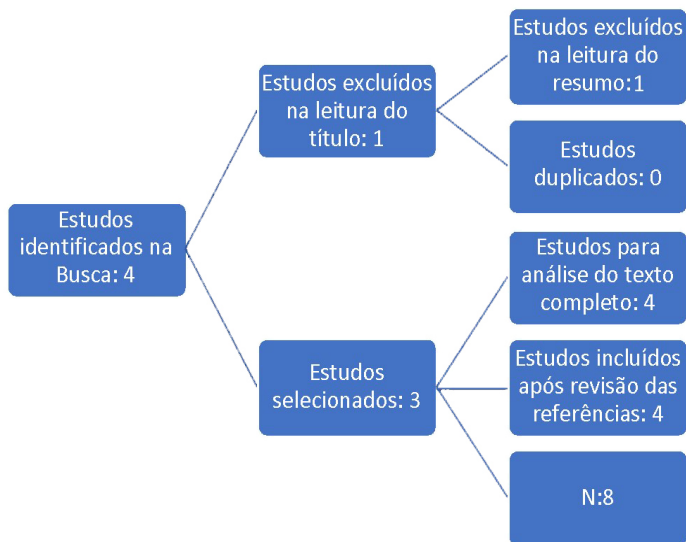 Estudos
identificados na
Busca: 4
Estudos excluídos
na leitura do
título: 1
Estudos excluídos
na leitura do
resumo:1
Estudos
duplicados: 0
Estudos
selecionados: 3
Estudos para
análise do texto
completo: 4
Estudos incluídos
após revisão das
referências: 4
N:8